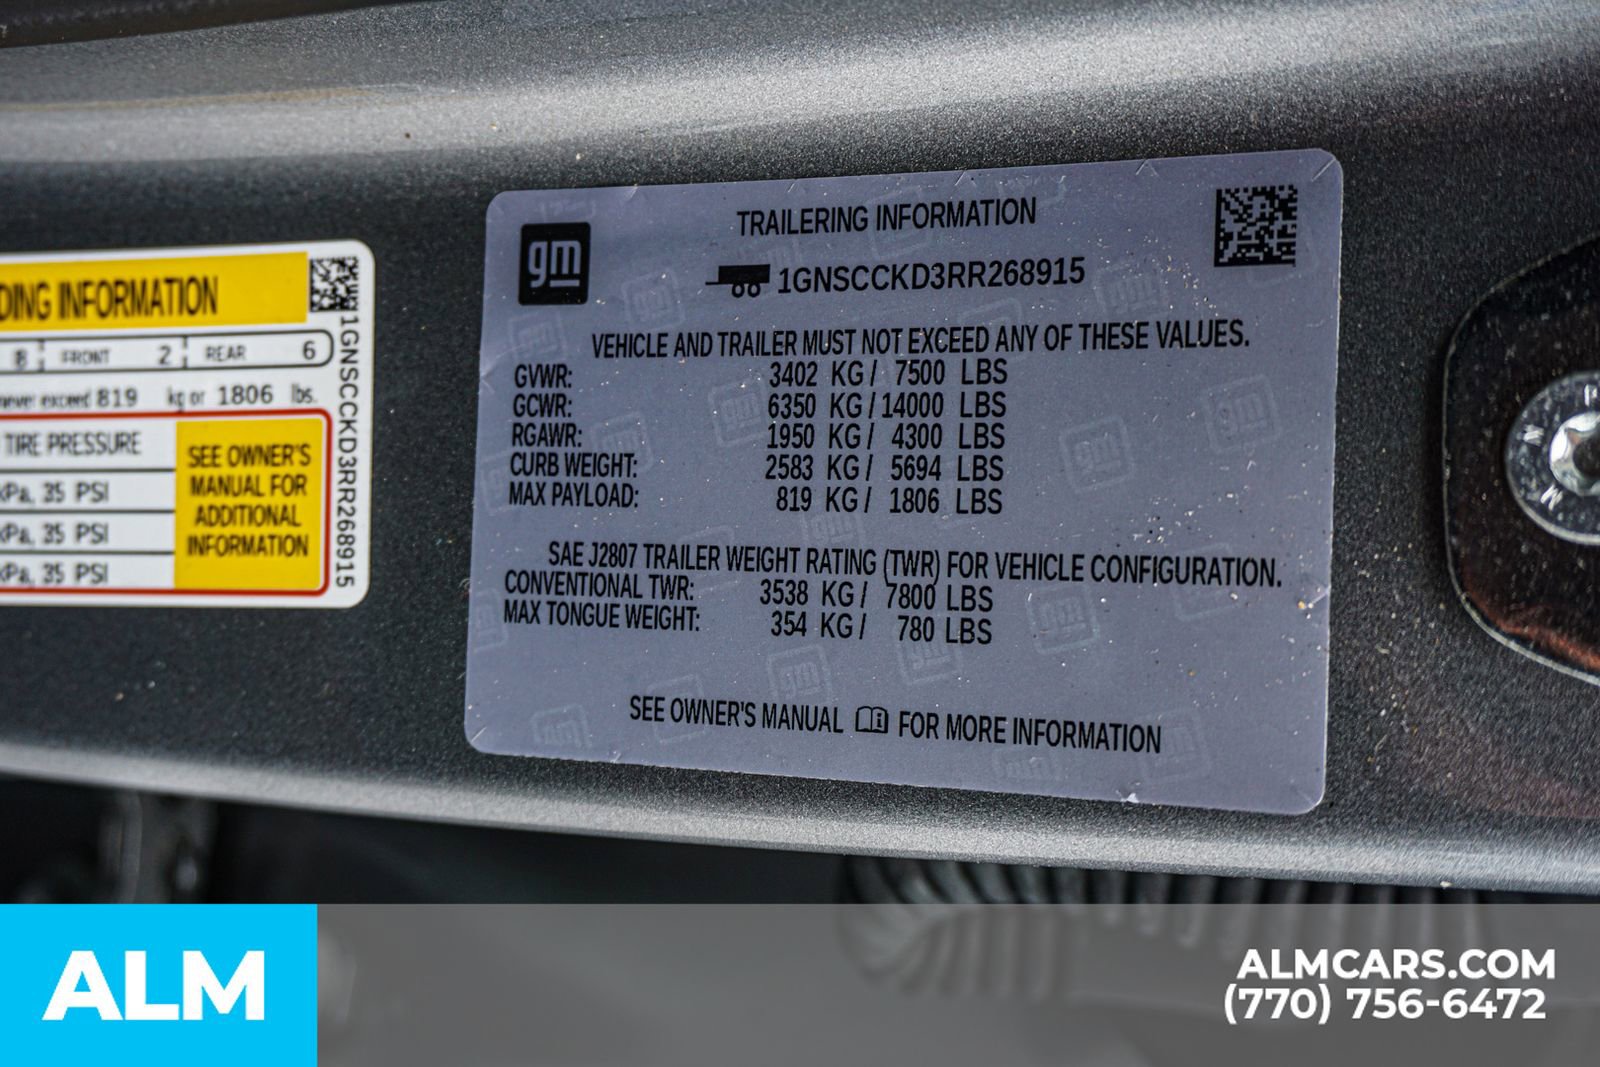 DING INFORMATION
8 FRONT 2 REAR 6
never exceed 819 kg or 1806 lbs.
TIRE PRESSURE
kPa, 35 PSI
kPa, 35 PSI
kPa, 35 PSI
SEE OWNER'S
MANUAL FOR
ADDITIONAL
INFORMATION
1GNSCCKD3RR268915
gm
TRAILERING INFORMATION
1GNSCCKD3RR268915
VEHICLE AND TRAILER MUST NOT EXCEED ANY OF THESE VALUES.
GVWR: 3402 KG/ 7500 LBS
GCWR: 6350 KG/14000 LBS
RGAWR: 1950 KG/ 4300 LBS
CURB WEIGHT: 2583 KG/ 5694 LBS
MAX PAYLOAD: 819 KG/ 1806 LBS
SAE J2807 TRAILER WEIGHT RATING (TWR) FOR VEHICLE CONFIGURATION.
CONVENTIONAL TWR: 3538 KG/ 7800 LBS
MAX TONGUE WEIGHT: 354 KG/ 780 LBS
SEE OWNER'S MANUAL FOR MORE INFORMATION
ALM
ALMCARS.COM
(770) 756-6472